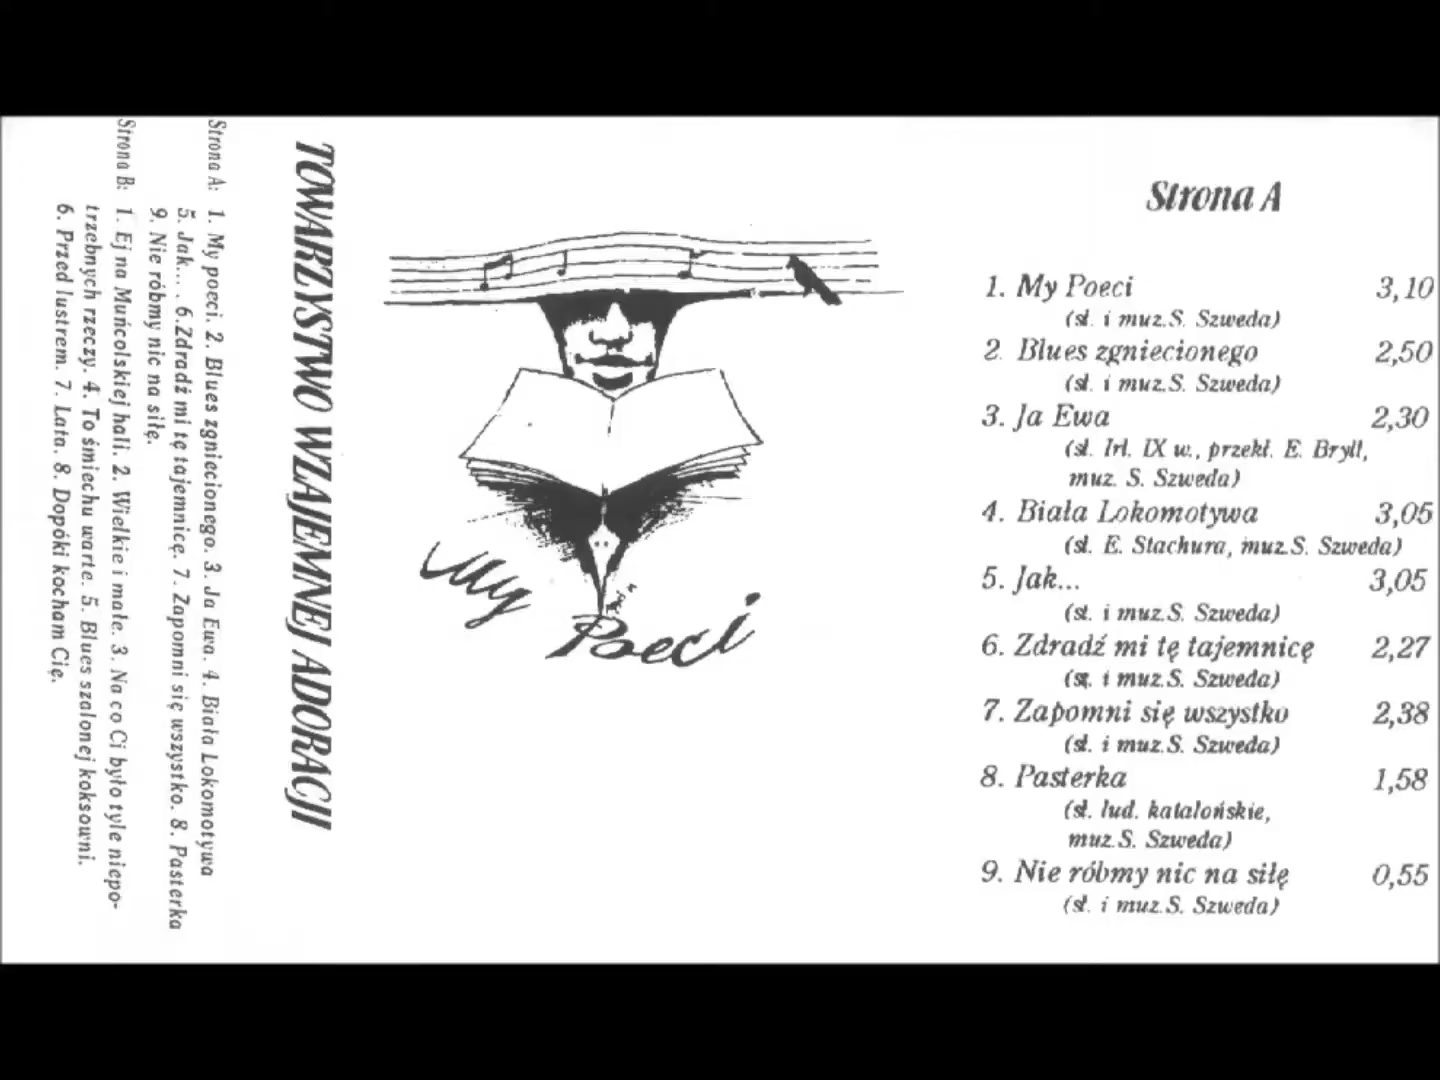 Strona A: 1. My poeci. 2. Blues zgniecionego. 3. Ja Ewa. 4. Biała Lokomotywa
5. Jak... . 6.Zdradź mi tę tajemnicę. 7. Zapomni się wszystko. 8. Pasterka
9. Nie róbmy nic na siłę.
Strona B: 1. Ej na Muńcolskiej hali. 2. Wielkie i małe. 3. Na co Ci było tyle niepo-
trzebnych rzeczy. 4. To śmiechu warte. 5. Blues szalonej koksowni.
6. Przed lustrem. 7. Lata. 8. Dopóki kocham Cię.
TOWARZYSTWO WZAJEMNEJ ADORACJI
My
Poeci
Strona A
1. My Poeci 3,10
(sł. i muz.S. Szweda)
2. Blues zgniecionego 2,50
(sł. i muz.S. Szweda)
3. Ja Ewa 2,30
(sł. Irl. IX w., przekł. E. Bryll,
muz. S. Szweda)
4. Biała Lokomotywa 3,05
(sł. E. Stachura, muz.S. Szweda)
5. Jak... 3,05
(sł. i muz.S. Szweda)
6. Zdradź mi tę tajemnicę 2,27
(sł. i muz.S. Szweda)
7. Zapomni się wszystko 2,38
(sł. i muz.S. Szweda)
8. Pasterka 1,58
(sł. lud. katalońskie,
muz.S. Szweda)
9. Nie róbmy nic na siłę 0,55
(sł. i muz.S. Szweda)